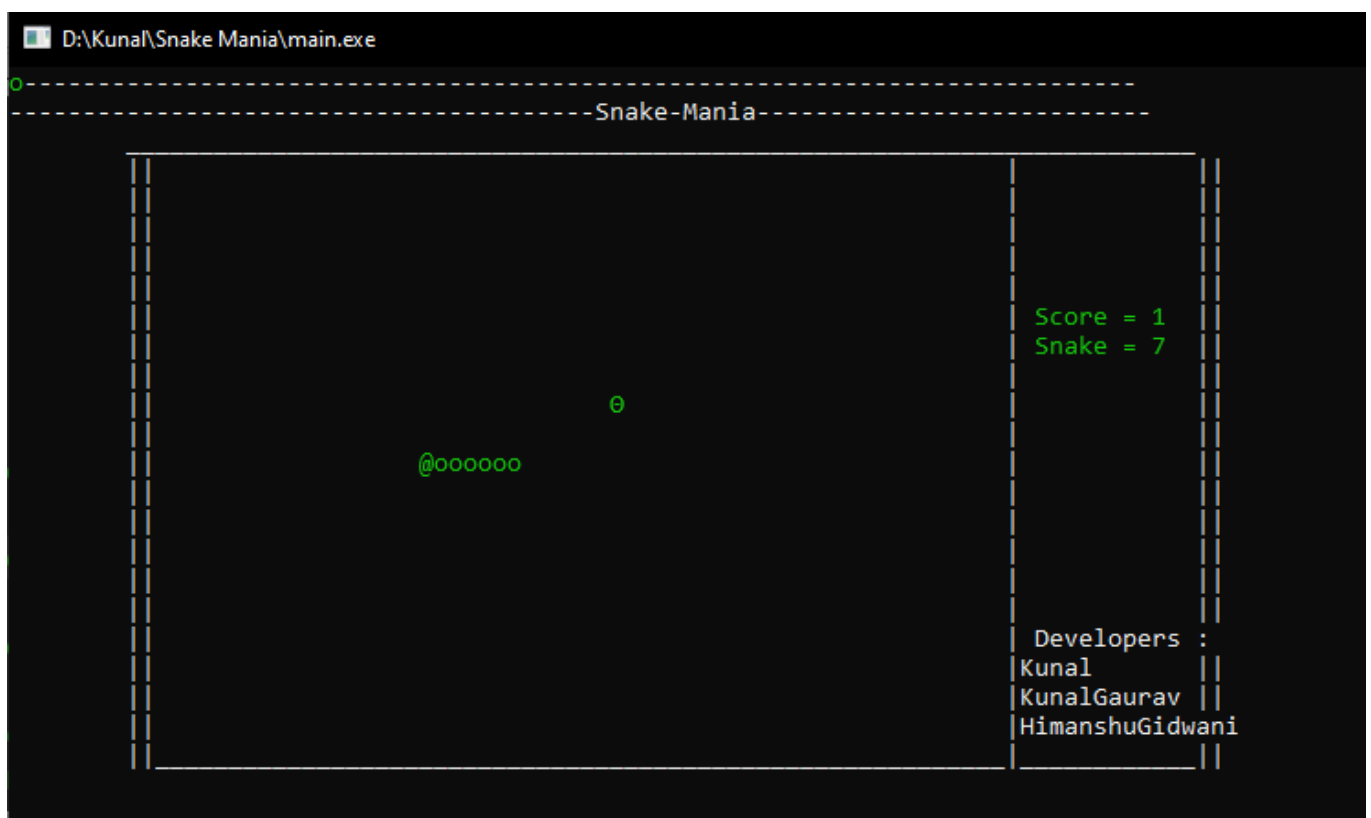 D:\Kunal\Snake Mania\main.exe
o-----------------------------------------------------------------------------
----------------------------------------Snake-Mania---------------------------
Score = 1
Snake = 7
Θ
@oooooo
Developers :
Kunal
KunalGaurav
HimanshuGidwani